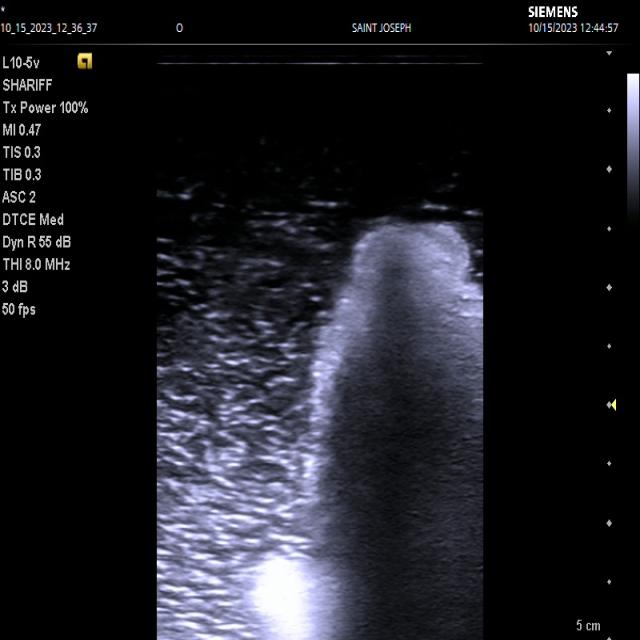 *
SIEMENS
10_15_2023_12_36_37 O SAINT JOSEPH 10/15/2023 12:44:57
L10-5v
SHARIFF
Tx Power 100%
MI 0.47
TIS 0.3
TIB 0.3
ASC 2
DTCE Med
Dyn R 55 dB
THI 8.0 MHz
3 dB
50 fps
5 cm